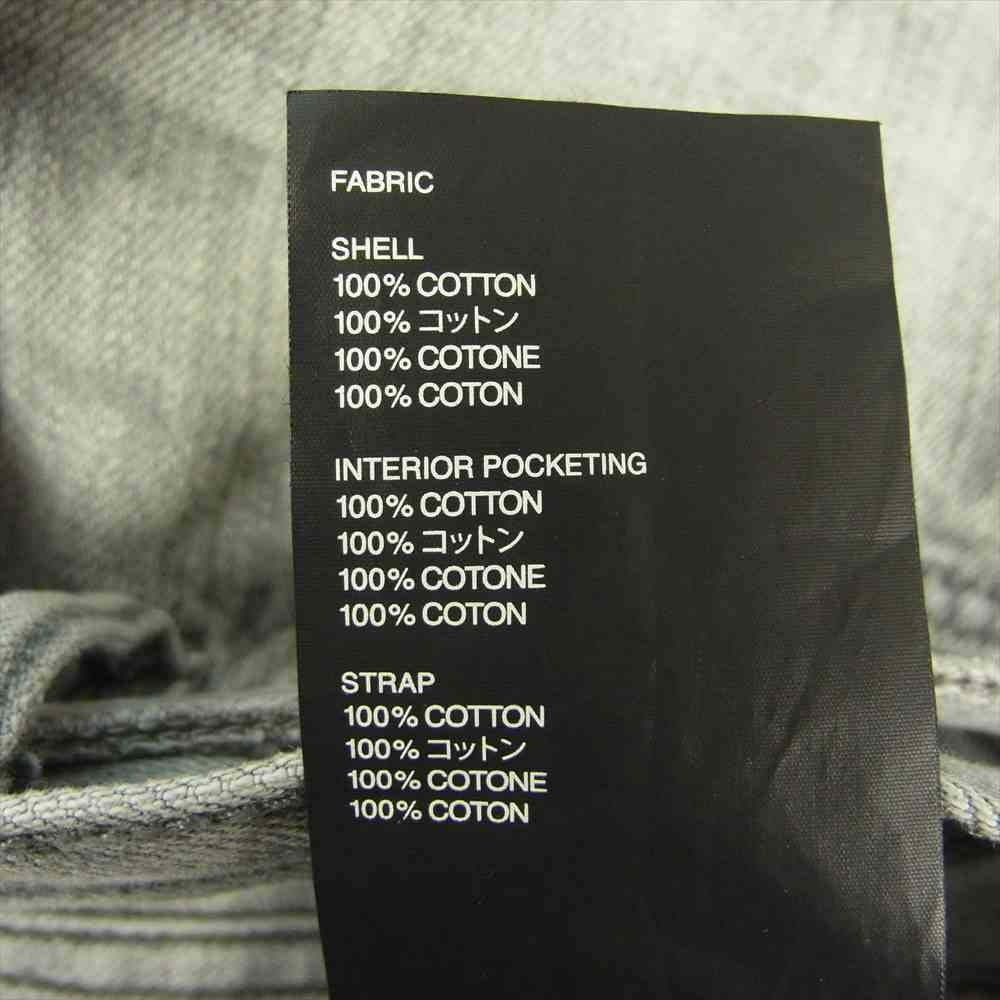 FABRIC
SHELL
100% COTTON
100% コットン
100% COTONE
100% COTON
INTERIOR POCKETING
100% COTTON
100% コットン
100% COTONE
100% COTON
STRAP
100% COTTON
100% コットン
100% COTONE
100% COTON